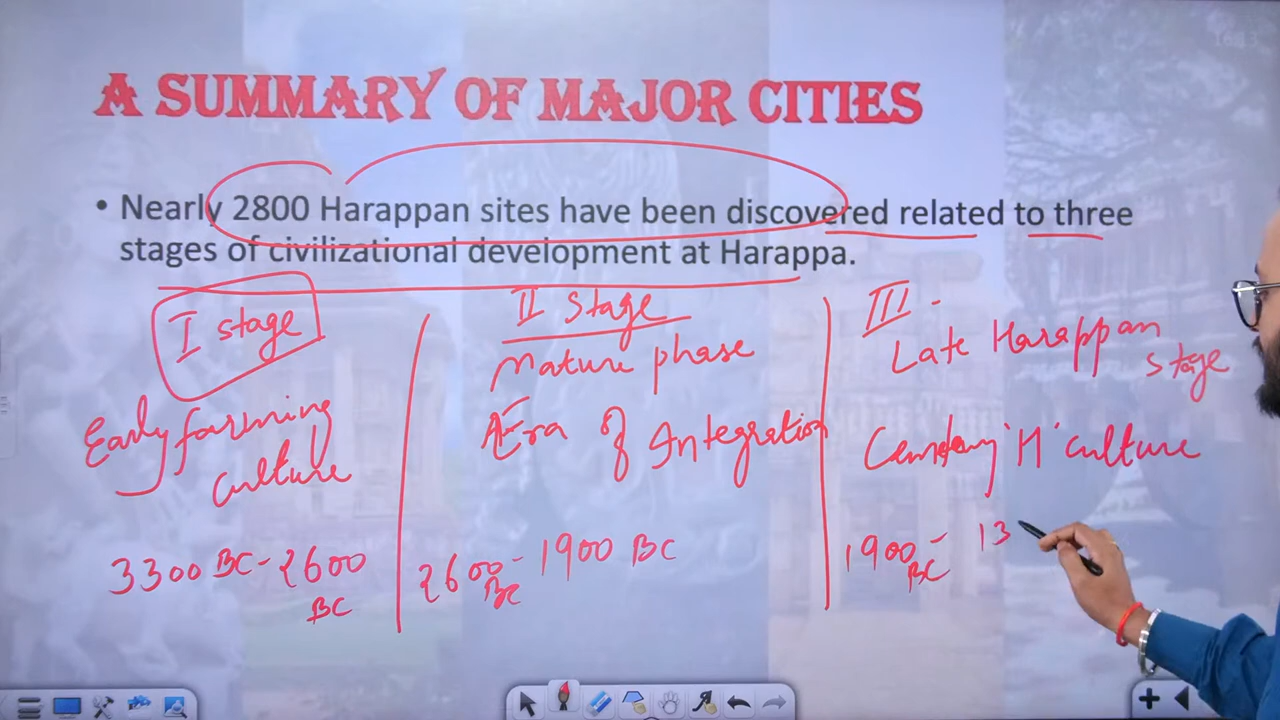 A SUMMARY OF MAJOR CITIES
• Nearly 2800 Harappan sites have been discovered related to three
stages of civilizational development at Harappa.
I stage
Early farming
culture
3300 BC - 2600
BC
II Stage
Mature phase
Era of Integration
2600 - 1900 BC
BC
III -
Late Harappan
stage
'H' culture
1900 - 13
BC